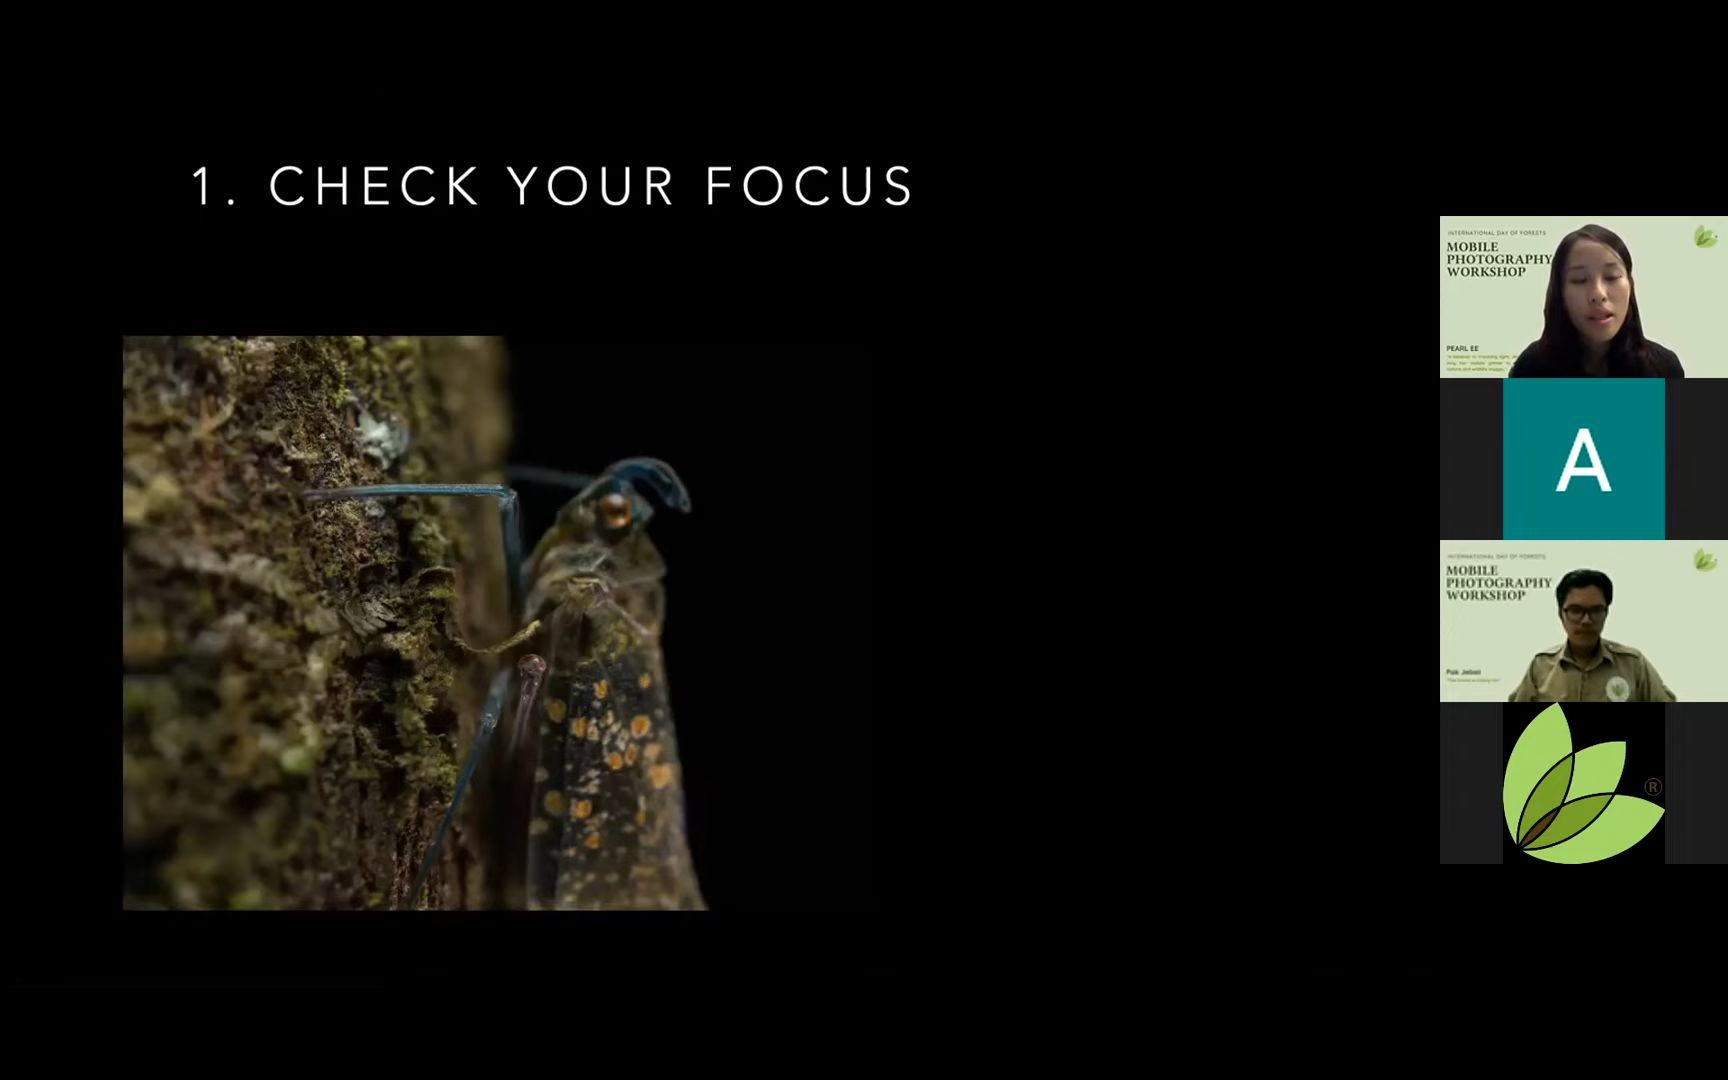 1. CHECK YOUR FOCUS
INTERNATIONAL DAY OF FORESTS
MOBILE
PHOTOGRAPHY
WORKSHOP
PEARL EE
A
INTERNATIONAL DAY OF FORESTS
MOBILE
PHOTOGRAPHY
WORKSHOP
®